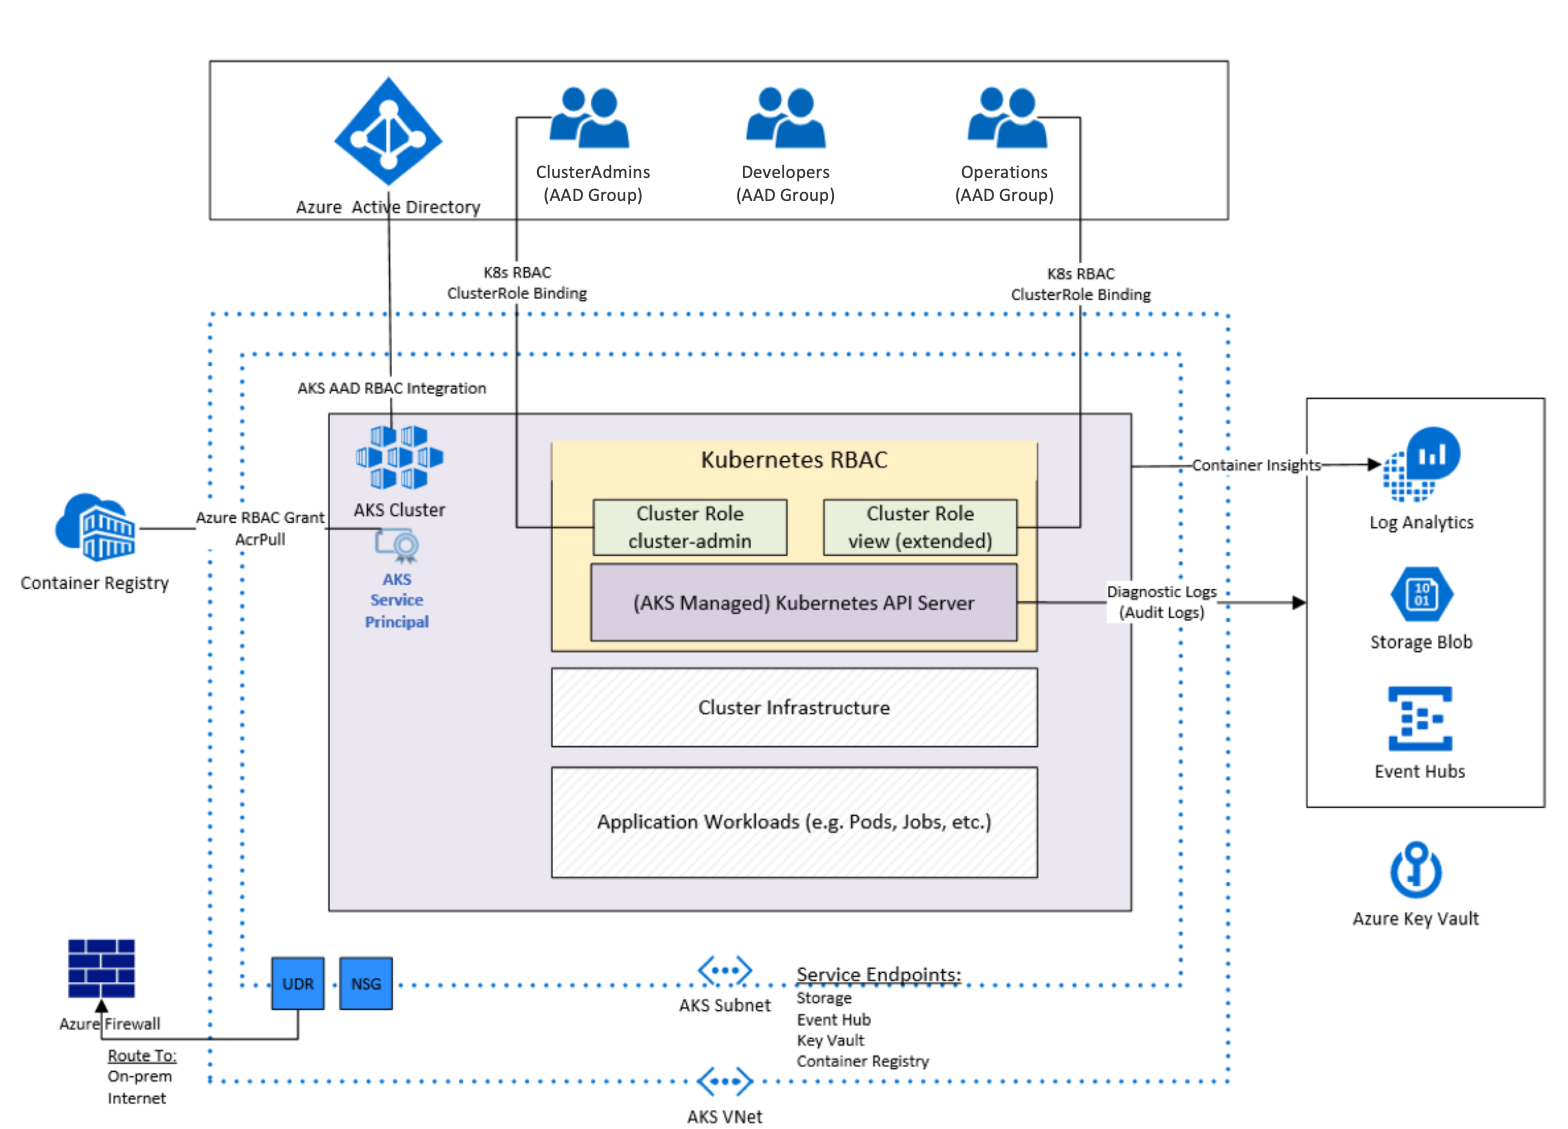 ClusterAdmins
(AAD Group)
Developers
(AAD Group)
Operations
(AAD Group)
Azure Active Directory
K8s RBAC
ClusterRole Binding
K8s RBAC
ClusterRole Binding
AKS AAD RBAC Integration
Kubernetes RBAC
Container Insights
AKS Cluster
Cluster Role
cluster-admin
Cluster Role
view (extended)
Log Analytics
Azure RBAC Grant
AcrPull
Container Registry
AKS
Service
Principal
(AKS Managed) Kubernetes API Server
Diagnostic Logs
(Audit Logs)
10
01
Storage Blob
Cluster Infrastructure
Event Hubs
Application Workloads (e.g. Pods, Jobs, etc.)
Azure Key Vault
UDR
NSG
AKS Subnet
Service Endpoints:
Storage
Event Hub
Key Vault
Container Registry
Azure Firewall
Route To:
On-prem
Internet
AKS VNet